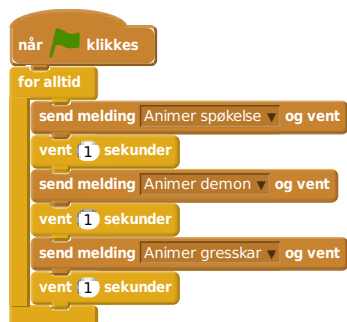 når klikkes
for alltid
send melding Animer spøkelse og vent
vent 1 sekunder
send melding Animer demon og vent
vent 1 sekunder
send melding Animer gresskar og vent
vent 1 sekunder